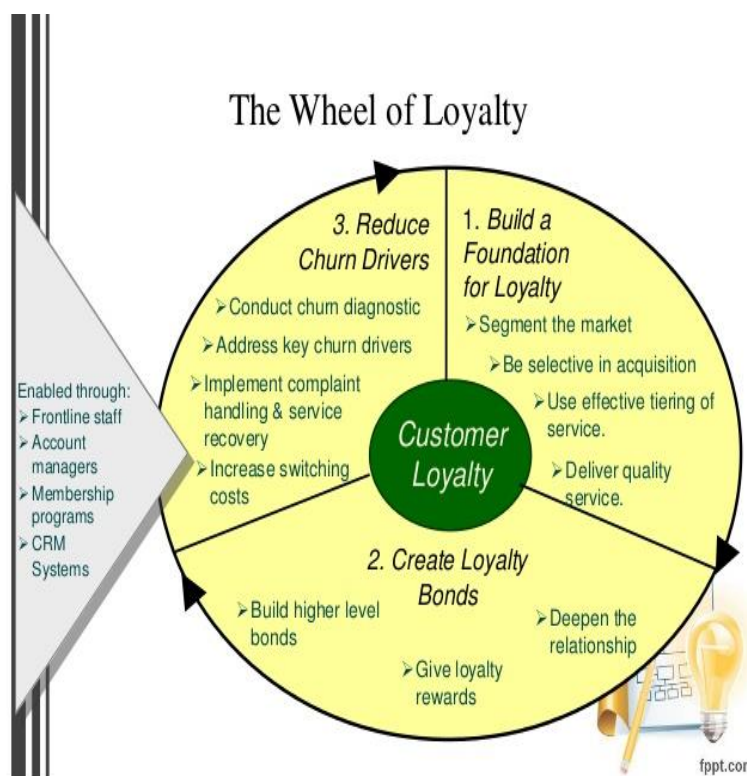 The Wheel of Loyalty
3. Reduce
Churn Drivers
➢Conduct churn diagnostic
➢Address key churn drivers
➢Implement complaint
handling & service
recovery
➢Increase switching
costs
1. Build a
Foundation
for Loyalty
➢Segment the market
➢Be selective in acquisition
➢Use effective tiering of
service.
➢Deliver quality
service.
Customer
Loyalty
2. Create Loyalty
Bonds
➢Build higher level
bonds
➢Give loyalty
rewards
➢Deepen the
relationship
Enabled through:
➢Frontline staff
➢Account
managers
➢Membership
programs
➢CRM
Systems
fppt.com